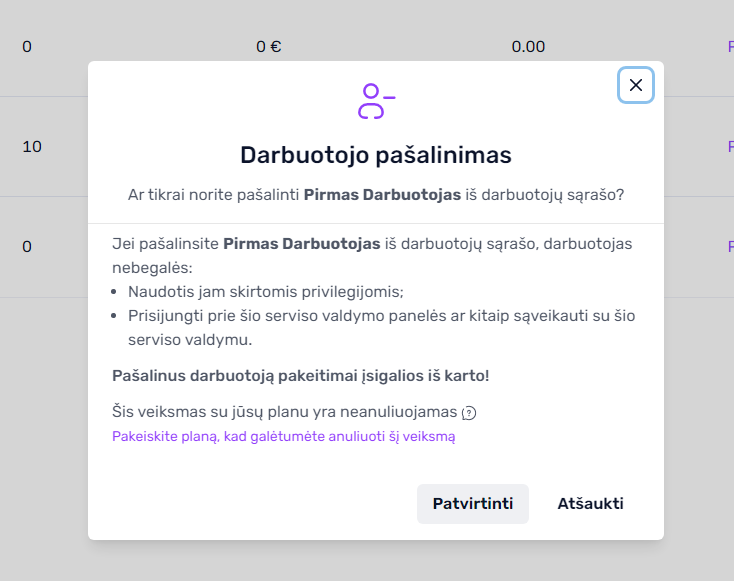 0 0 € 0.00
Darbuotojo pašalinimas
Ar tikrai norite pašalinti Pirmas Darbuotojas iš darbuotojų sąrašo?
10
Jei pašalinsite Pirmas Darbuotojas iš darbuotojų sąrašo, darbuotojas
0
nebegalės:
Naudotis jam skirtomis privilegijomis;
Prisijungti prie šio serviso valdymo panelės ar kitaip sąveikauti su šio
serviso valdymu.
Pašalinus darbuotoją pakeitimai įsigalios iš karto!
Šis veiksmas su jūsų planu yra neanuliuojamas
Pakeiskite planą, kad galėtumėte anuliuoti šį veiksmą
Patvirtinti Atšaukti